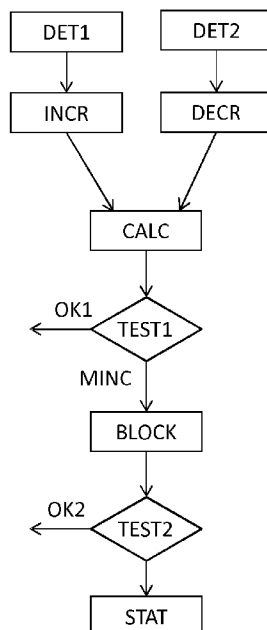 DET1
DET2
INCR
DECR
CALC
OK1
TEST1
MINC
BLOCK
OK2
TEST2
STAT